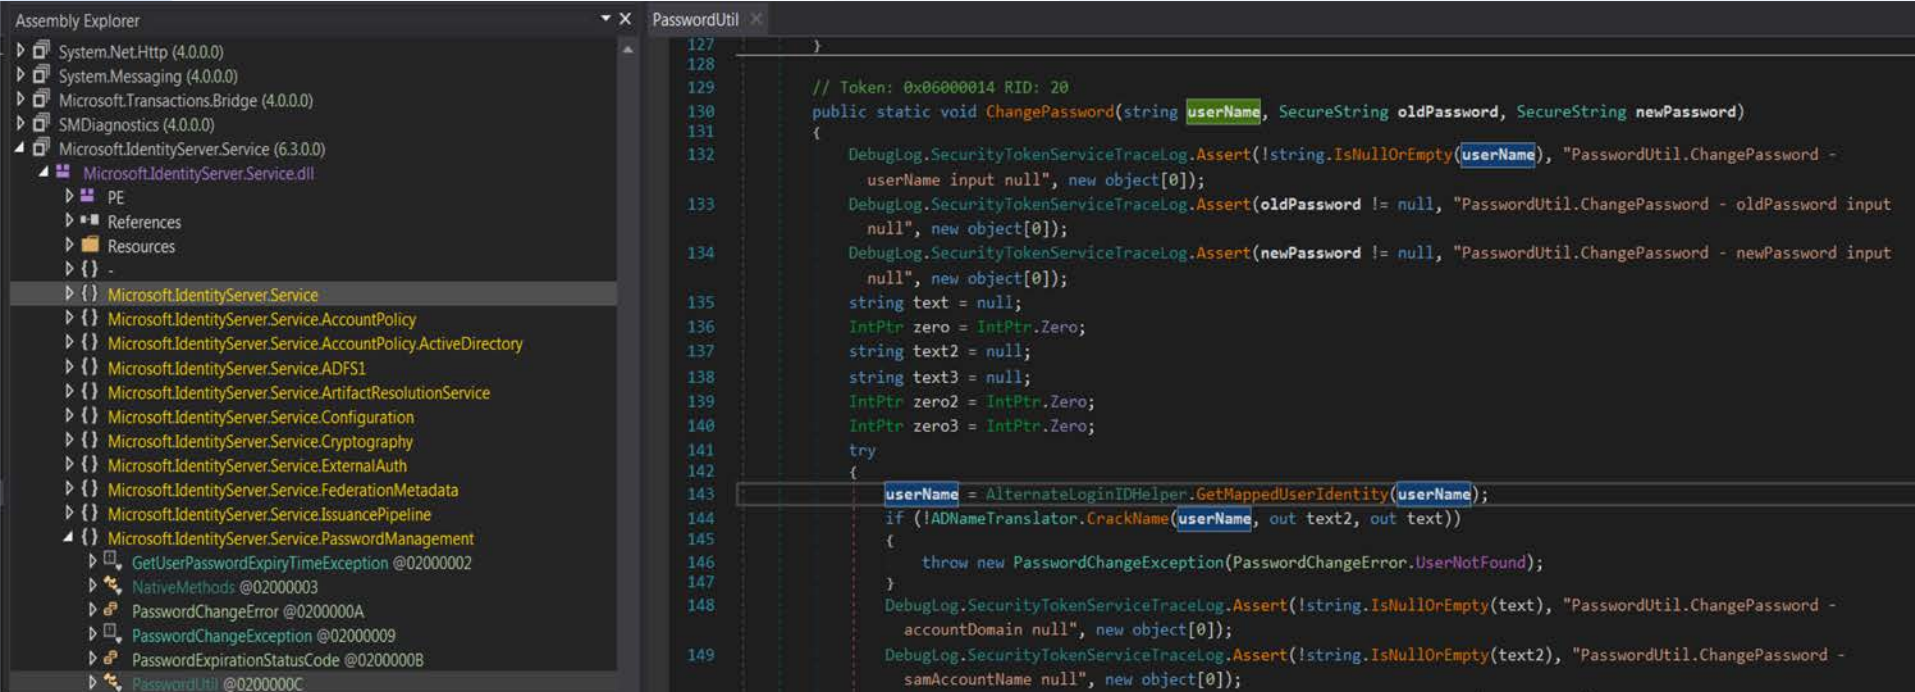 Assembly Explorer
System.Net.Http (4.0.0.0)
System.Messaging (4.0.0.0)
Microsoft.Transactions.Bridge (4.0.0.0)
SMDiagnostics (4.0.0.0)
Microsoft.IdentityServer.Service (6.3.0.0)
Microsoft.IdentityServer.Service.dll
PE
References
Resources
{} -
{} Microsoft.IdentityServer.Service
{} Microsoft.IdentityServer.Service.AccountPolicy
{} Microsoft.IdentityServer.Service.AccountPolicy.ActiveDirectory
{} Microsoft.IdentityServer.Service.ADFS1
{} Microsoft.IdentityServer.Service.ArtifactResolutionService
{} Microsoft.IdentityServer.Service.Configuration
{} Microsoft.IdentityServer.Service.Cryptography
{} Microsoft.IdentityServer.Service.ExternalAuth
{} Microsoft.IdentityServer.Service.FederationMetadata
{} Microsoft.IdentityServer.Service.IssuancePipeline
{} Microsoft.IdentityServer.Service.PasswordManagement
GetUserPasswordExpiryTimeException @02000002
NativeMethods @02000003
PasswordChangeError @0200000A
PasswordChangeException @02000009
PasswordExpirationStatusCode @0200000B
PasswordUtil @0200000C
PasswordUtil
127 }
128
129 // Token: 0x06000014 RID: 20
130 public static void ChangePassword(string userName, SecureString oldPassword, SecureString newPassword)
131 {
132 DebugLog.SecurityTokenServiceTraceLog.Assert(!string.IsNullOrEmpty(userName), "PasswordUtil.ChangePassword -
userName input null", new object[0]);
133 DebugLog.SecurityTokenServiceTraceLog.Assert(oldPassword != null, "PasswordUtil.ChangePassword - oldPassword input
null", new object[0]);
134 DebugLog.SecurityTokenServiceTraceLog.Assert(newPassword != null, "PasswordUtil.ChangePassword - newPassword input
null", new object[0]);
135 string text = null;
136 IntPtr zero = IntPtr.Zero;
137 string text2 = null;
138 string text3 = null;
139 IntPtr zero2 = IntPtr.Zero;
140 IntPtr zero3 = IntPtr.Zero;
141 try
142 {
143 userName = AlternateLoginIDHelper.GetMappedUserIdentity(userName);
144 if (!ADNameTranslator.CrackName(userName, out text2, out text))
145 {
146 throw new PasswordChangeException(PasswordChangeError.UserNotFound);
147 }
148 DebugLog.SecurityTokenServiceTraceLog.Assert(!string.IsNullOrEmpty(text), "PasswordUtil.ChangePassword -
accountDomain null", new object[0]);
149 DebugLog.SecurityTokenServiceTraceLog.Assert(!string.IsNullOrEmpty(text2), "PasswordUtil.ChangePassword -
samAccountName null", new object[0]);